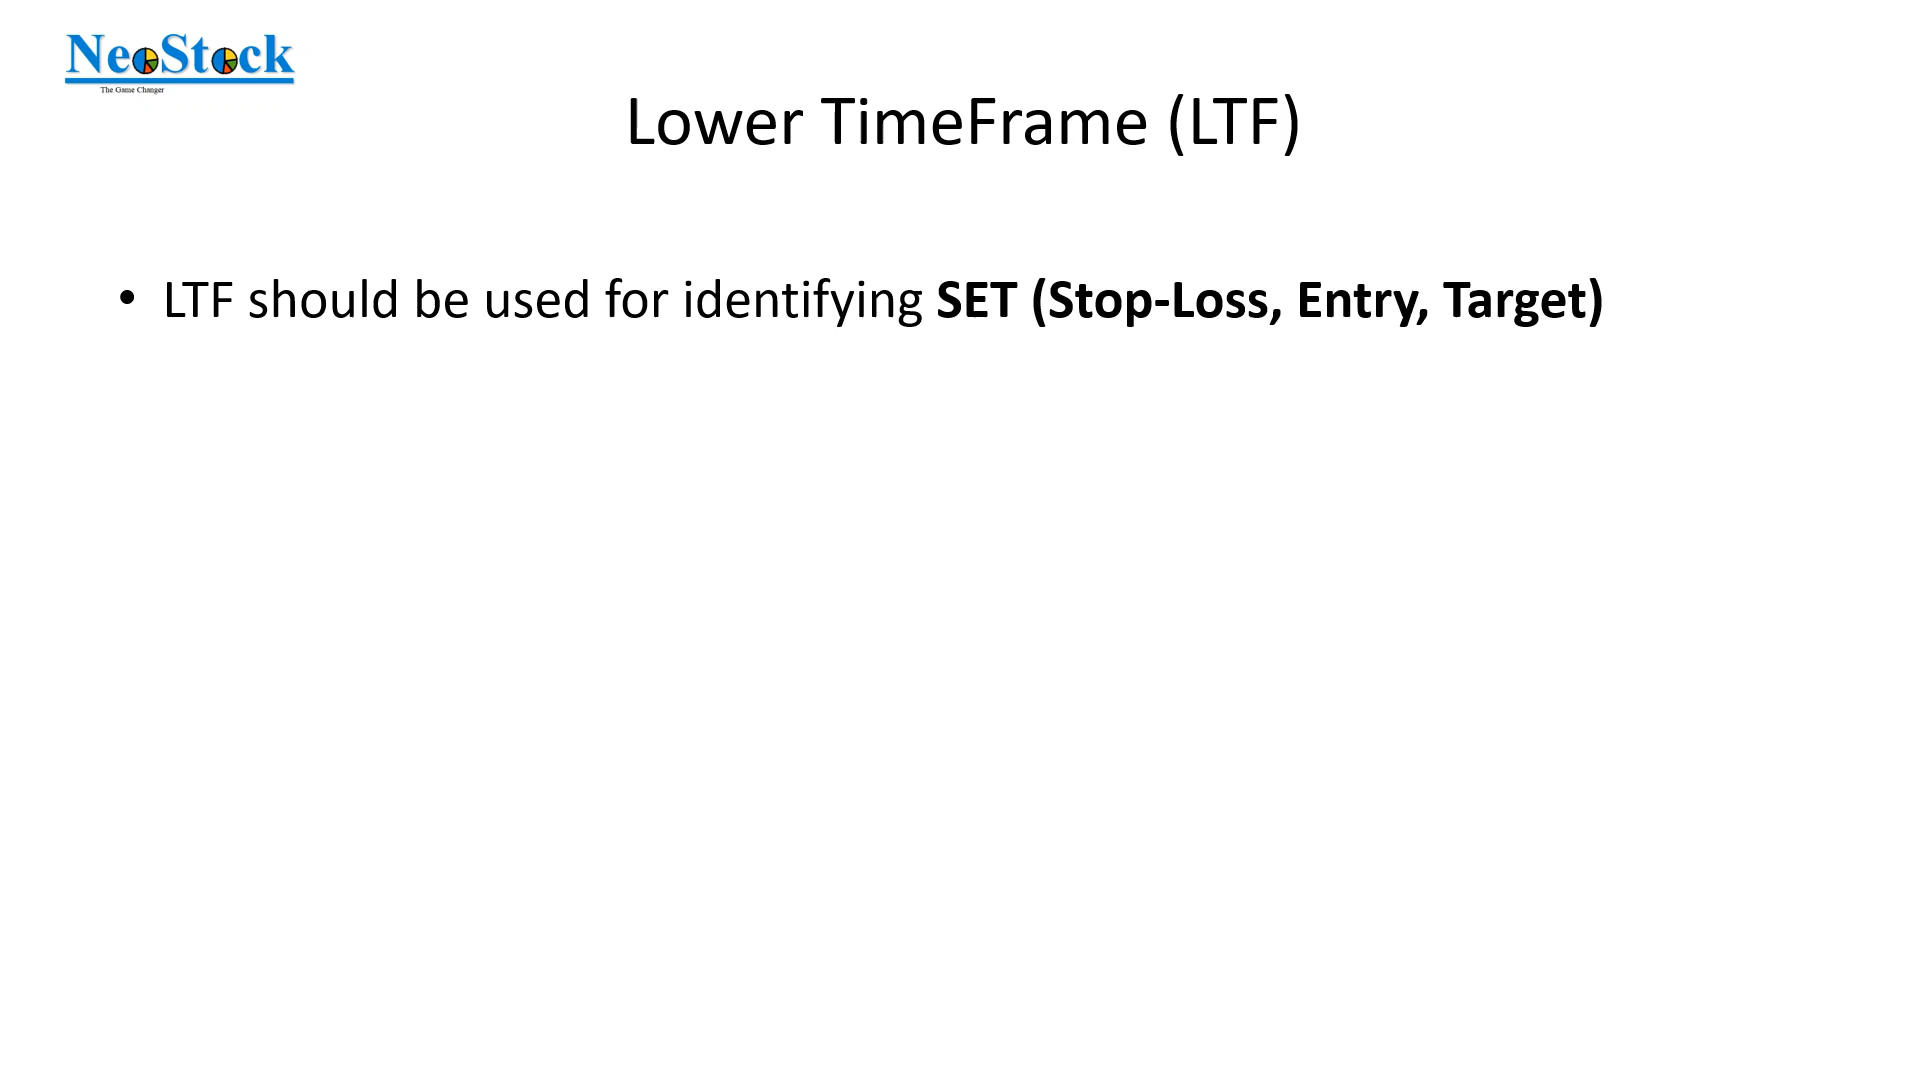 NeoStock
The Game Changer
Lower TimeFrame (LTF)
• LTF should be used for identifying SET (Stop-Loss, Entry, Target)